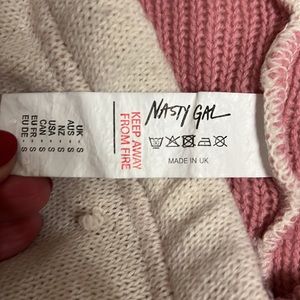 UK S
AUS S
NZ S
USA S
CAN S
EU FR S
EU DE S
KEEP AWAY
FROM FIRE
NASTY GAL
MADE IN UK